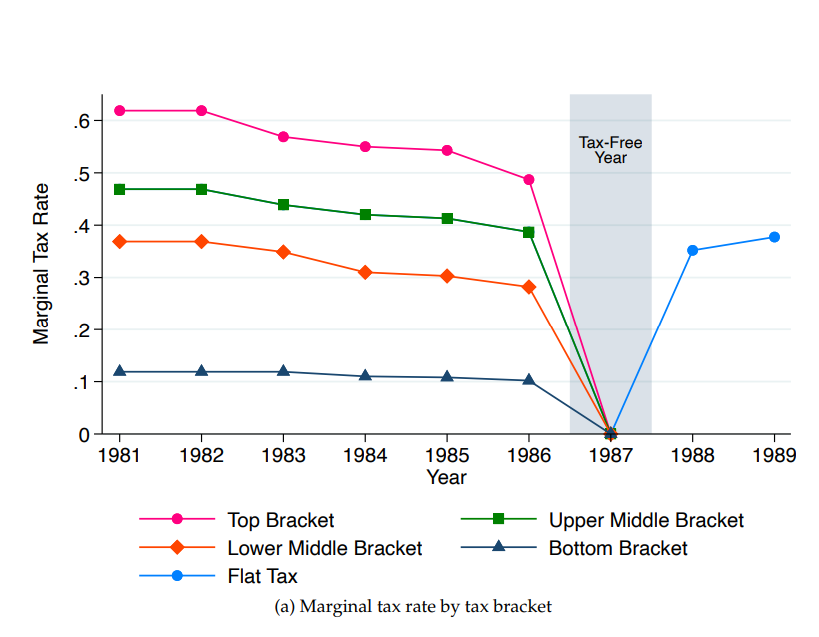 Marginal Tax Rate
.6
.5
.4
.3
.2
.1
0
Tax-Free
Year
1981 1982 1983 1984 1985 1986 1987 1988 1989
Year
Top Bracket
Upper Middle Bracket
Lower Middle Bracket
Bottom Bracket
Flat Tax
(a) Marginal tax rate by tax bracket